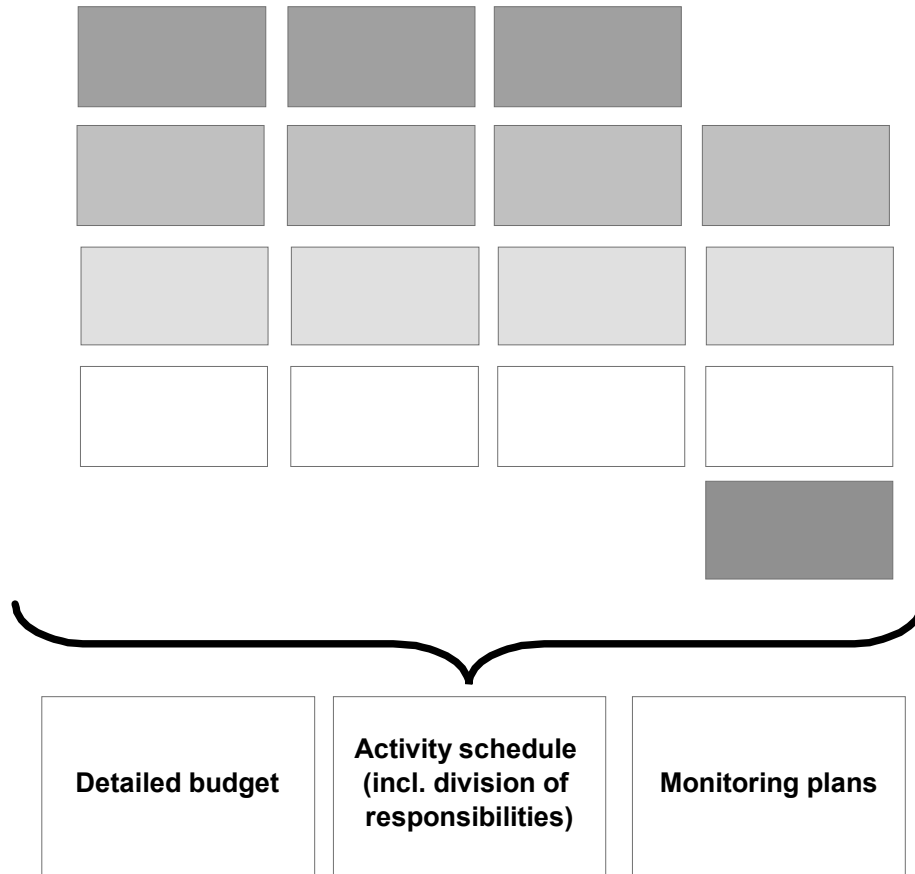 Detailed budget
Activity schedule
(incl. division of
responsibilities)
Monitoring plans